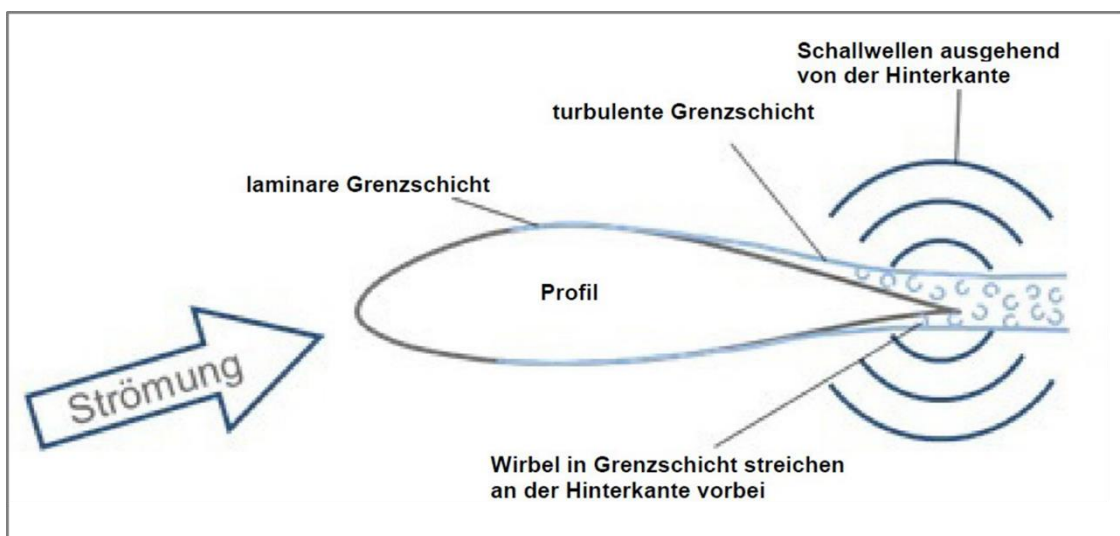 Schallwellen ausgehend
von der Hinterkante
turbulente Grenzschicht
laminare Grenzschicht
Profil
Strömung
Wirbel in Grenzschicht streichen
an der Hinterkante vorbei